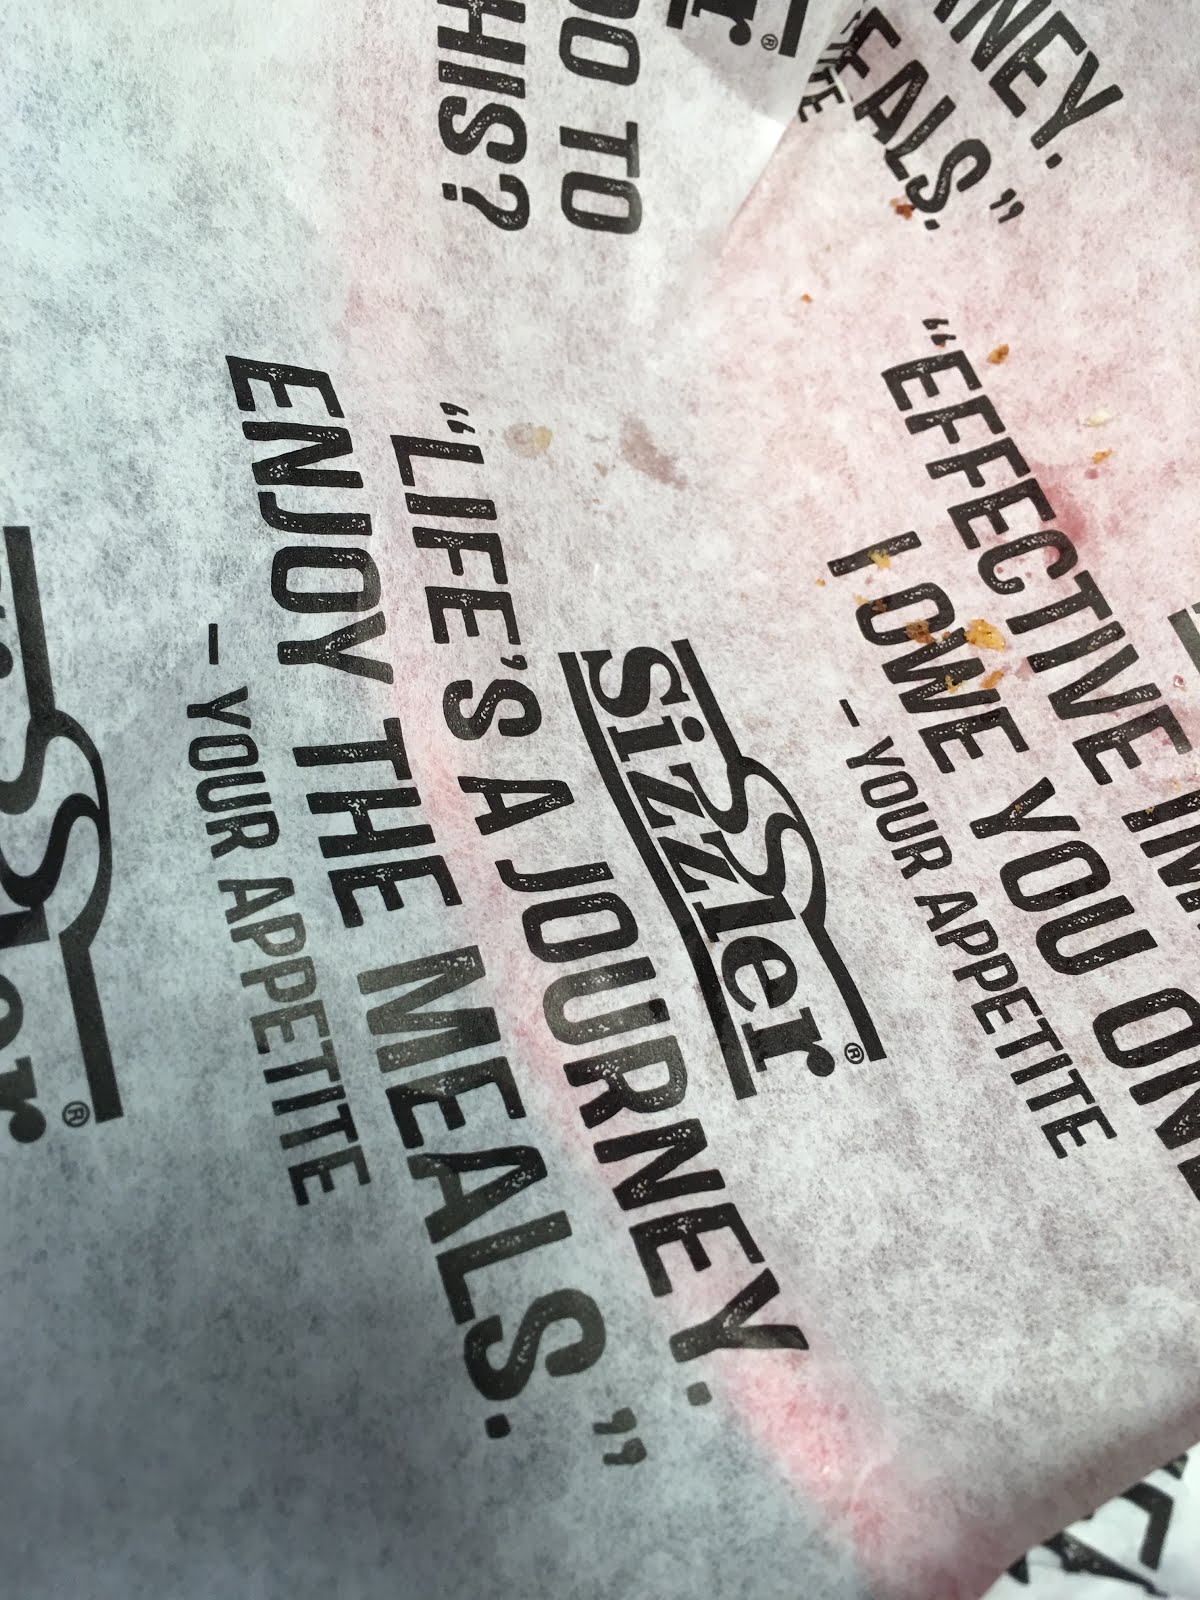 DO TO
THIS?
NEY.
EALS.”
“LIFE'S A JOURNEY.
ENJOY THE MEALS.”
– YOUR APPETITE
Sizzler®
“EFFECTIVE IM
I OWE YOU ON
– YOUR APPETITE
ler®
r®